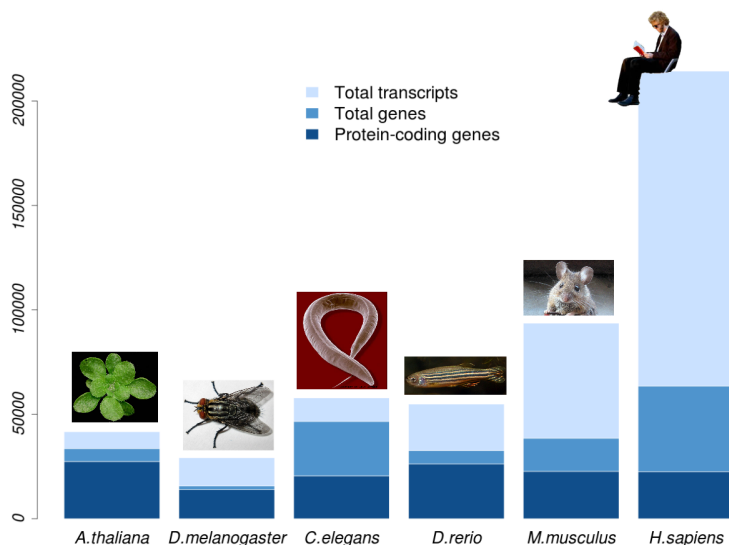 Total transcripts
Total genes
Protein-coding genes
200000
150000
100000
50000
0
A.thaliana D.melanogaster C.elegans D.rerio M.musculus H.sapiens